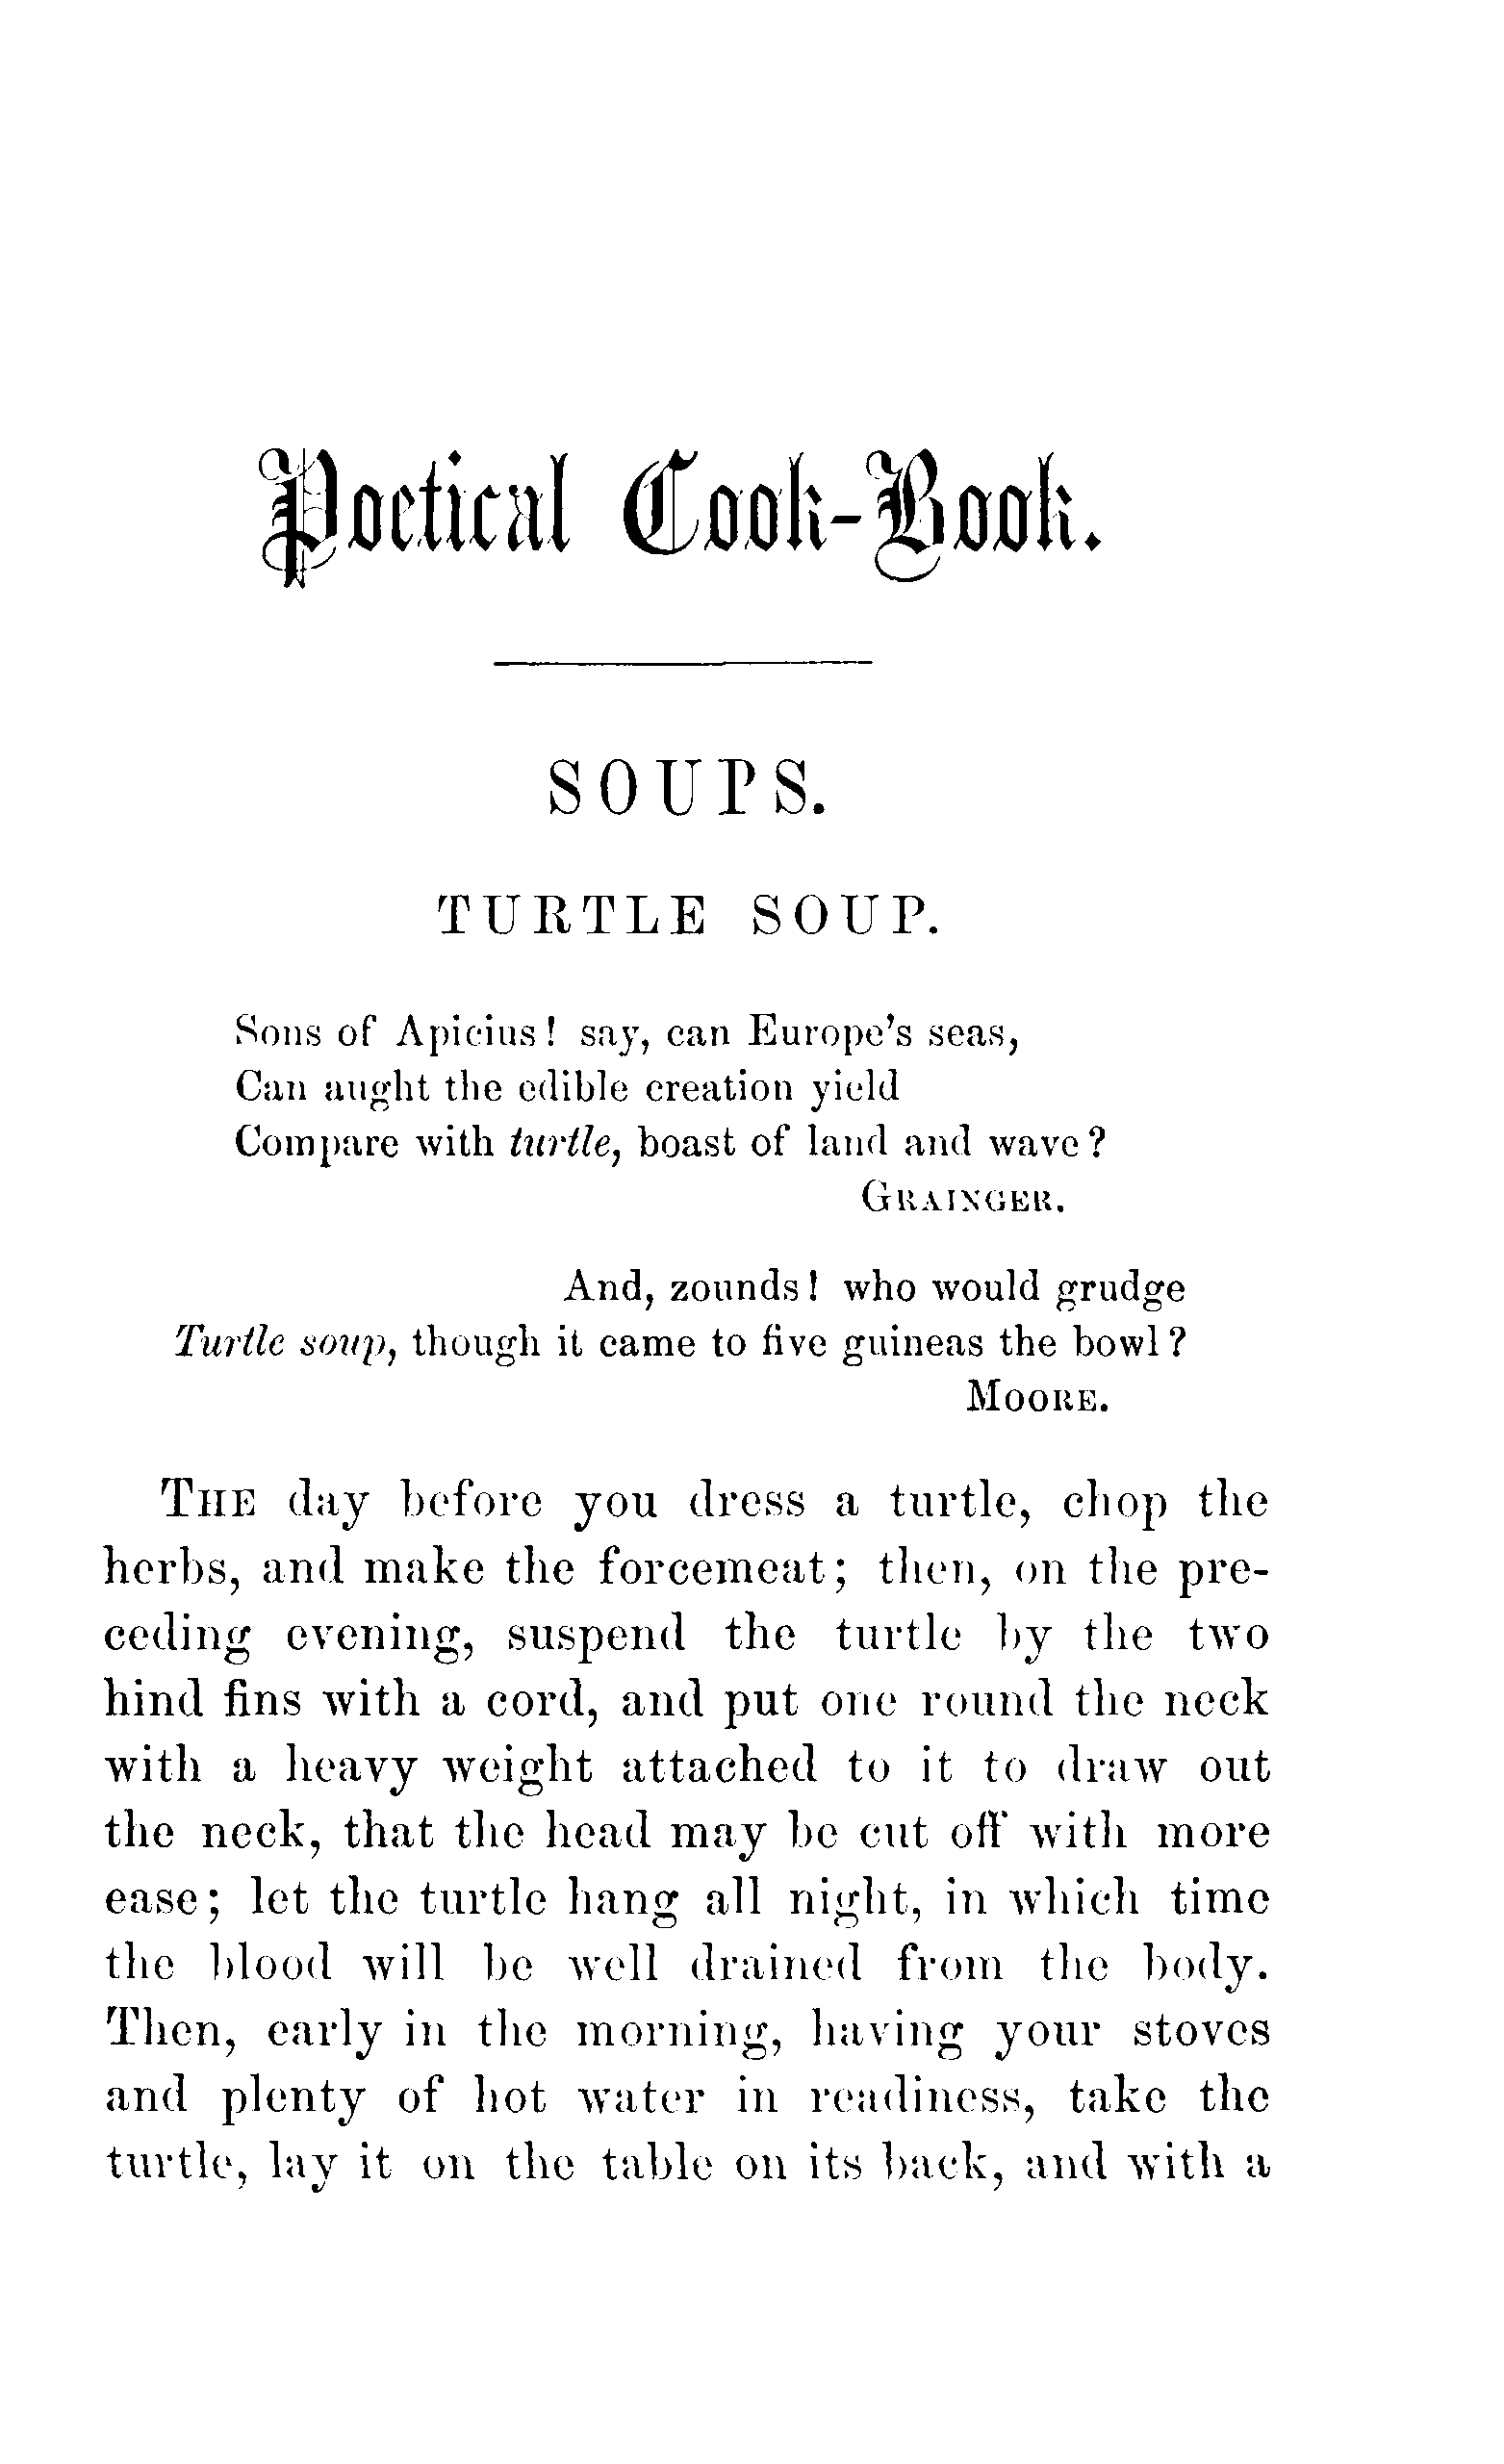 Poetical Cook-Book.
SOUPS.
TURTLE SOUP.
Sons of Apicius! say, can Europe's seas,
Can aught the edible creation yield
Compare with turtle, boast of land and wave?
GRAINGER.
And, zounds! who would grudge
Turtle soup, though it came to five guineas the bowl?
MOORE.
THE day before you dress a turtle, chop the
herbs, and make the forcemeat; then, on the pre-
ceding evening, suspend the turtle by the two
hind fins with a cord, and put one round the neck
with a heavy weight attached to it to draw out
the neck, that the head may be cut off with more
ease; let the turtle hang all night, in which time
the blood will be well drained from the body.
Then, early in the morning, having your stoves
and plenty of hot water in readiness, take the
turtle, lay it on the table on its back, and with a